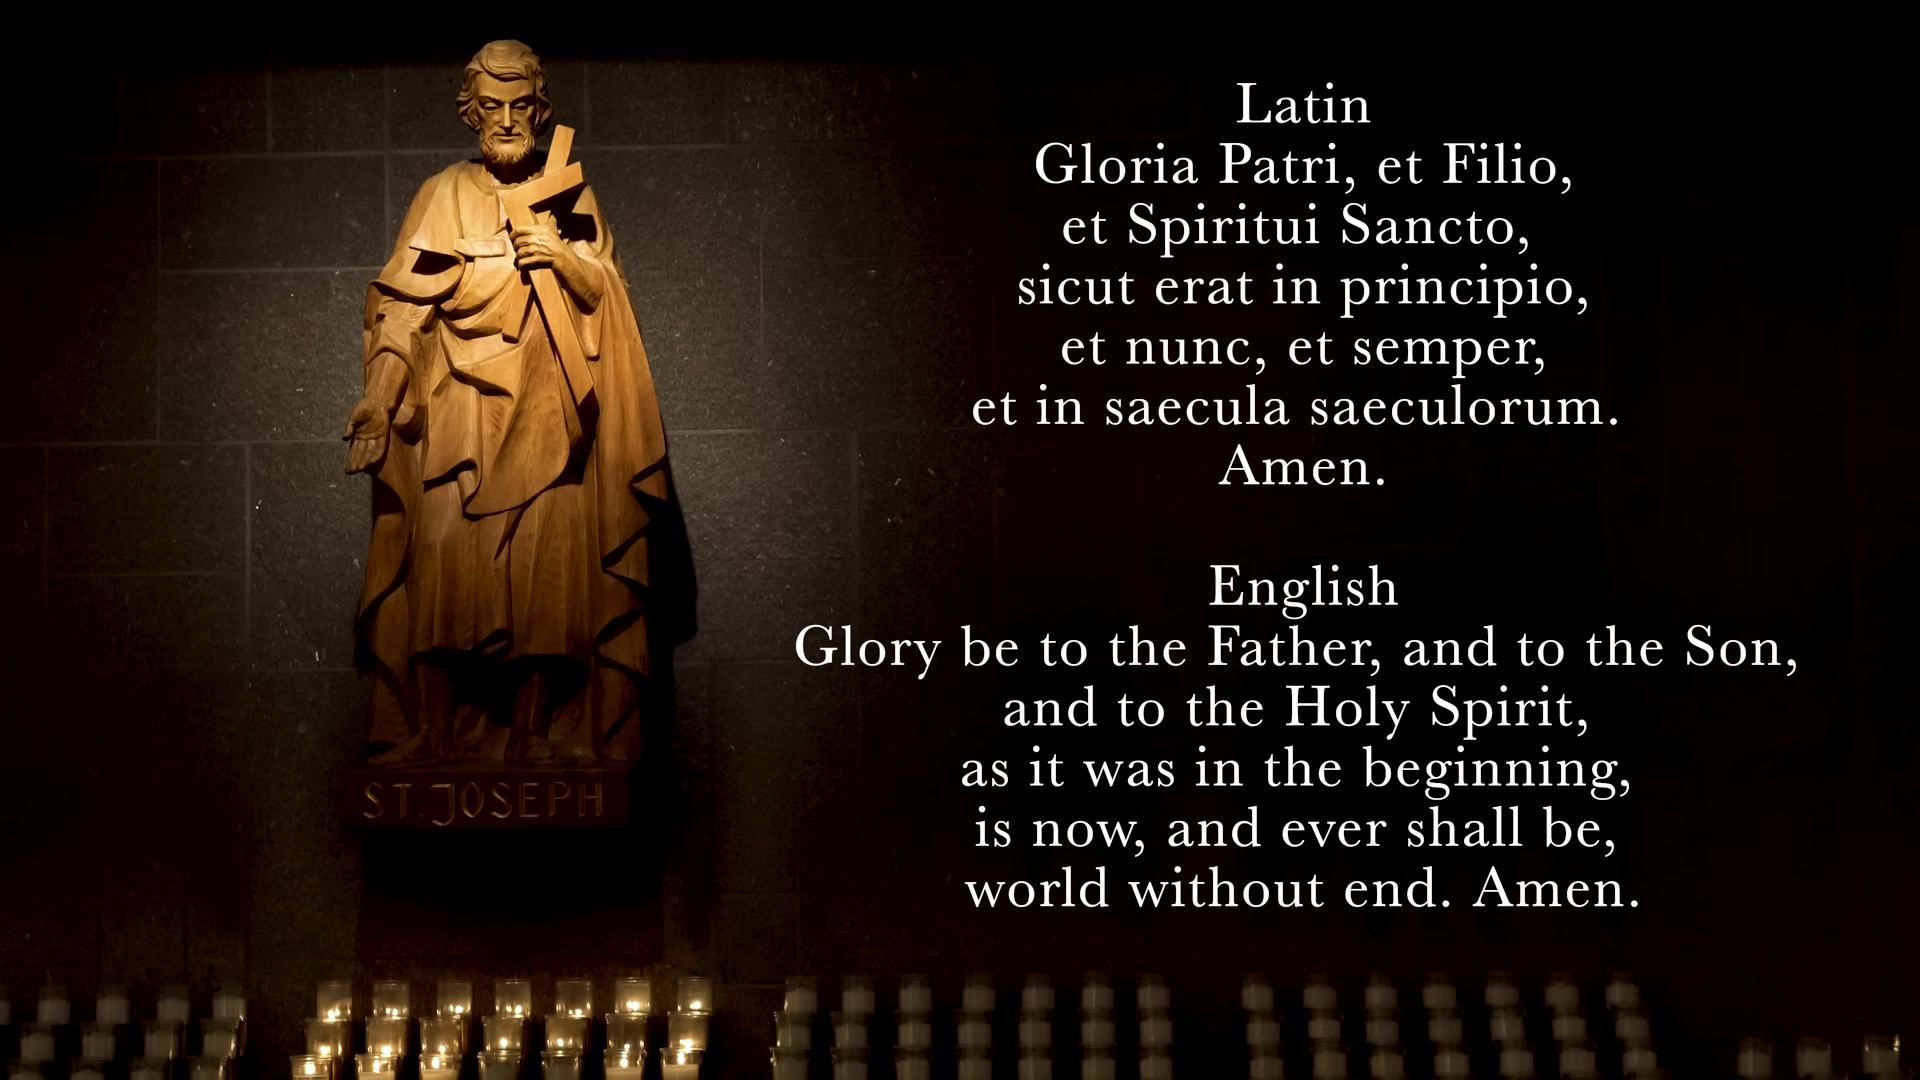 Latin
Gloria Patri, et Filio,
et Spiritui Sancto,
sicut erat in principio,
et nunc, et semper,
et in saecula saeculorum.
Amen.
English
Glory be to the Father, and to the Son,
and to the Holy Spirit,
as it was in the beginning,
is now, and ever shall be,
world without end. Amen.
ST. JOSEPH